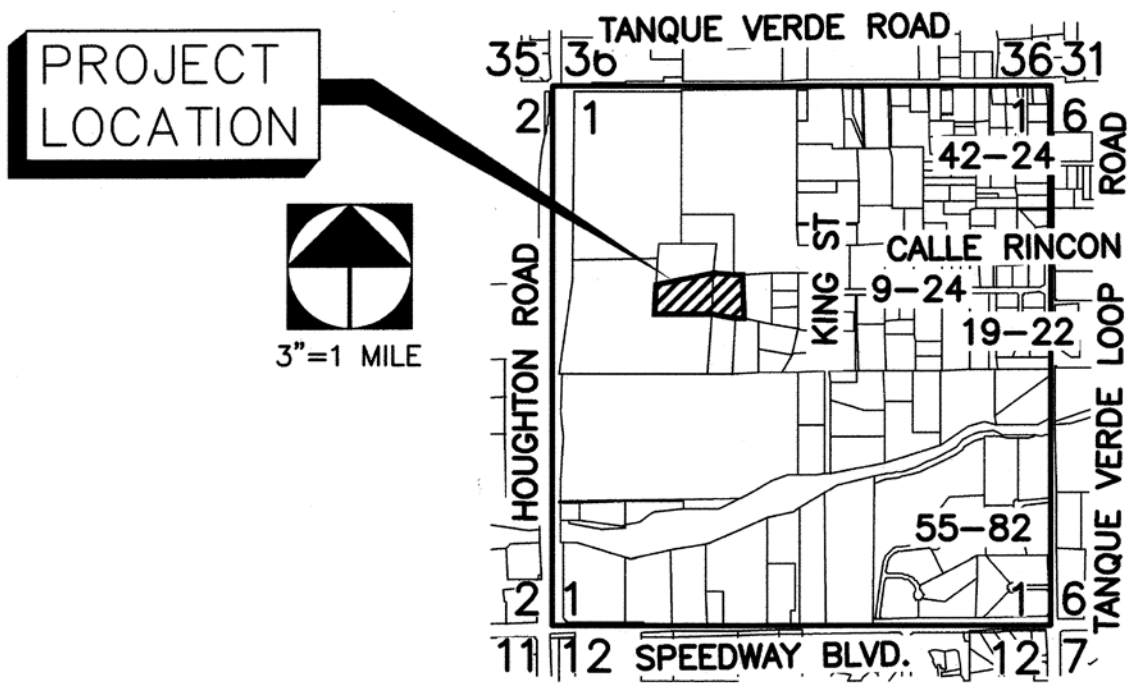 TANQUE VERDE ROAD
PROJECT
LOCATION
35 36
36 31
2 1
1 6
42-24
ROAD
KING ST
CALLE RINCON
9-24
19-22
LOOP
3"=1 MILE
HOUGHTON ROAD
TANQUE VERDE
55-82
2 1
1 6
11 12
SPEEDWAY BLVD.
12 7